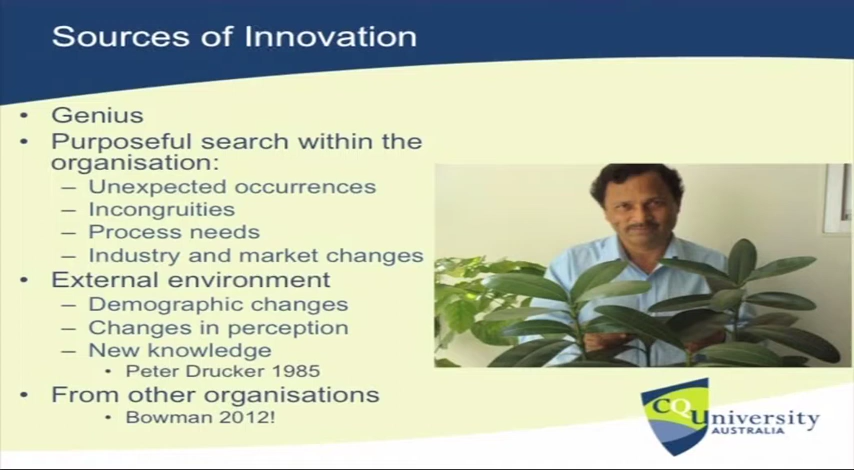 Sources of Innovation
• Genius
• Purposeful search within the
organisation:
– Unexpected occurrences
– Incongruities
– Process needs
– Industry and market changes
• External environment
– Demographic changes
– Changes in perception
– New knowledge
• Peter Drucker 1985
• From other organisations
• Bowman 2012!
CQUniversity
AUSTRALIA